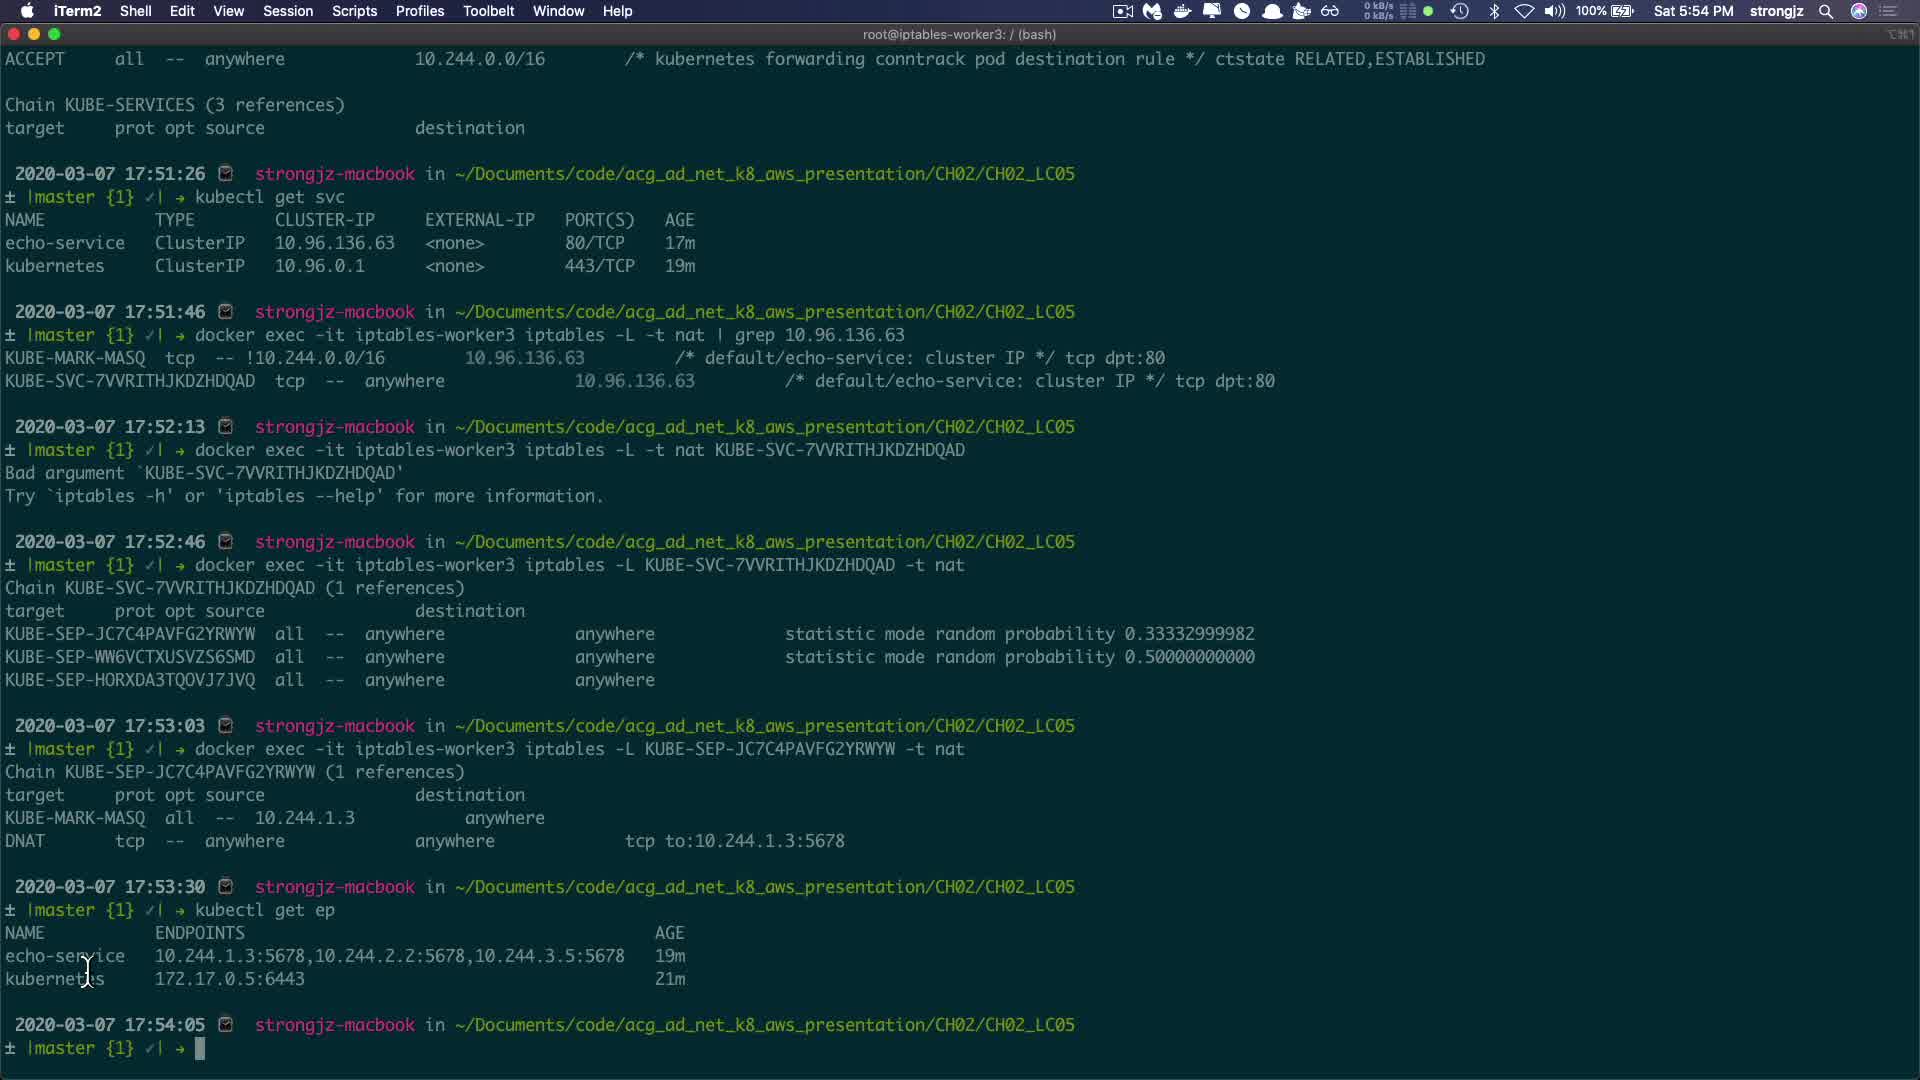 iTerm2 Shell Edit View Session Scripts Profiles Toolbelt Window Help 0 kB/s 0 kB/s 100% Sat 5:54 PM strongjz
root@iptables-worker3: / (bash)
ACCEPT all -- anywhere 10.244.0.0/16 /* kubernetes forwarding conntrack pod destination rule */ ctstate RELATED,ESTABLISHED
Chain KUBE-SERVICES (3 references)
target prot opt source destination
2020-03-07 17:51:26 strongjz-macbook in ~/Documents/code/acg_ad_net_k8_aws_presentation/CH02/CH02_LC05
± |master {1} ✓| → kubectl get svc
NAME TYPE CLUSTER-IP EXTERNAL-IP PORT(S) AGE
echo-service ClusterIP 10.96.136.63 <none> 80/TCP 17m
kubernetes ClusterIP 10.96.0.1 <none> 443/TCP 19m
2020-03-07 17:51:46 strongjz-macbook in ~/Documents/code/acg_ad_net_k8_aws_presentation/CH02/CH02_LC05
± |master {1} ✓| → docker exec -it iptables-worker3 iptables -L -t nat | grep 10.96.136.63
KUBE-MARK-MASQ tcp -- !10.244.0.0/16 10.96.136.63 /* default/echo-service: cluster IP */ tcp dpt:80
KUBE-SVC-7VVRITHJKDZHDQAD tcp -- anywhere 10.96.136.63 /* default/echo-service: cluster IP */ tcp dpt:80
2020-03-07 17:52:13 strongjz-macbook in ~/Documents/code/acg_ad_net_k8_aws_presentation/CH02/CH02_LC05
± |master {1} ✓| → docker exec -it iptables-worker3 iptables -L -t nat KUBE-SVC-7VVRITHJKDZHDQAD
Bad argument `KUBE-SVC-7VVRITHJKDZHDQAD'
Try `iptables -h' or 'iptables --help' for more information.
2020-03-07 17:52:46 strongjz-macbook in ~/Documents/code/acg_ad_net_k8_aws_presentation/CH02/CH02_LC05
± |master {1} ✓| → docker exec -it iptables-worker3 iptables -L KUBE-SVC-7VVRITHJKDZHDQAD -t nat
Chain KUBE-SVC-7VVRITHJKDZHDQAD (1 references)
target prot opt source destination
KUBE-SEP-JC7C4PAVFG2YRWYW all -- anywhere anywhere statistic mode random probability 0.33332999982
KUBE-SEP-WW6VCTXUSVZS6SMD all -- anywhere anywhere statistic mode random probability 0.50000000000
KUBE-SEP-HORXDA3TQOVJ7JVQ all -- anywhere anywhere
2020-03-07 17:53:03 strongjz-macbook in ~/Documents/code/acg_ad_net_k8_aws_presentation/CH02/CH02_LC05
± |master {1} ✓| → docker exec -it iptables-worker3 iptables -L KUBE-SEP-JC7C4PAVFG2YRWYW -t nat
Chain KUBE-SEP-JC7C4PAVFG2YRWYW (1 references)
target prot opt source destination
KUBE-MARK-MASQ all -- 10.244.1.3 anywhere
DNAT tcp -- anywhere anywhere tcp to:10.244.1.3:5678
2020-03-07 17:53:30 strongjz-macbook in ~/Documents/code/acg_ad_net_k8_aws_presentation/CH02/CH02_LC05
± |master {1} ✓| → kubectl get ep
NAME ENDPOINTS AGE
echo-service 10.244.1.3:5678,10.244.2.2:5678,10.244.3.5:5678 19m
kubernetes 172.17.0.5:6443 21m
2020-03-07 17:54:05 strongjz-macbook in ~/Documents/code/acg_ad_net_k8_aws_presentation/CH02/CH02_LC05
± |master {1} ✓| →